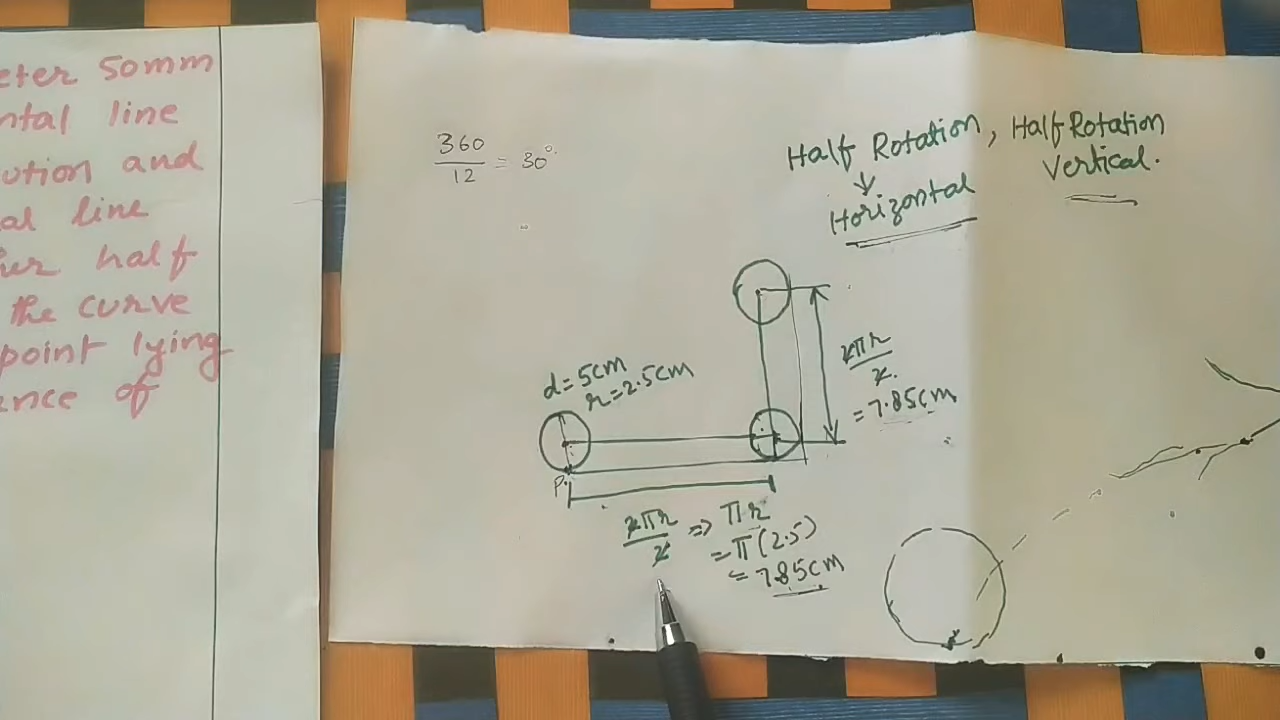 eter 50mm
ntal line
ution and
al line
her half
the curve
point lying
ence of
360
12
= 30°.
Half Rotation, Half Rotation
Vertical.
Horizontal
d=5cm
r=2.5cm
2πr
2.
=7.85cm
P.
2πr
2
=> πr
=π(2.5)
=7.85cm